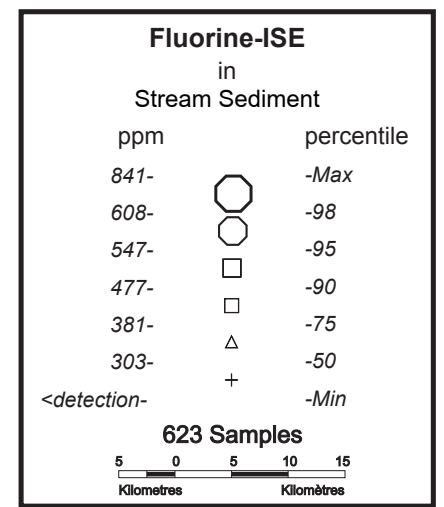 Fluorine-ISE
in
Stream Sediment
ppm percentile
841- -Max
608- -98
547- -95
477- -90
381- -75
303- -50
<detection- -Min
623 Samples
5 0 5 10 15
Kilometres Kilomètres